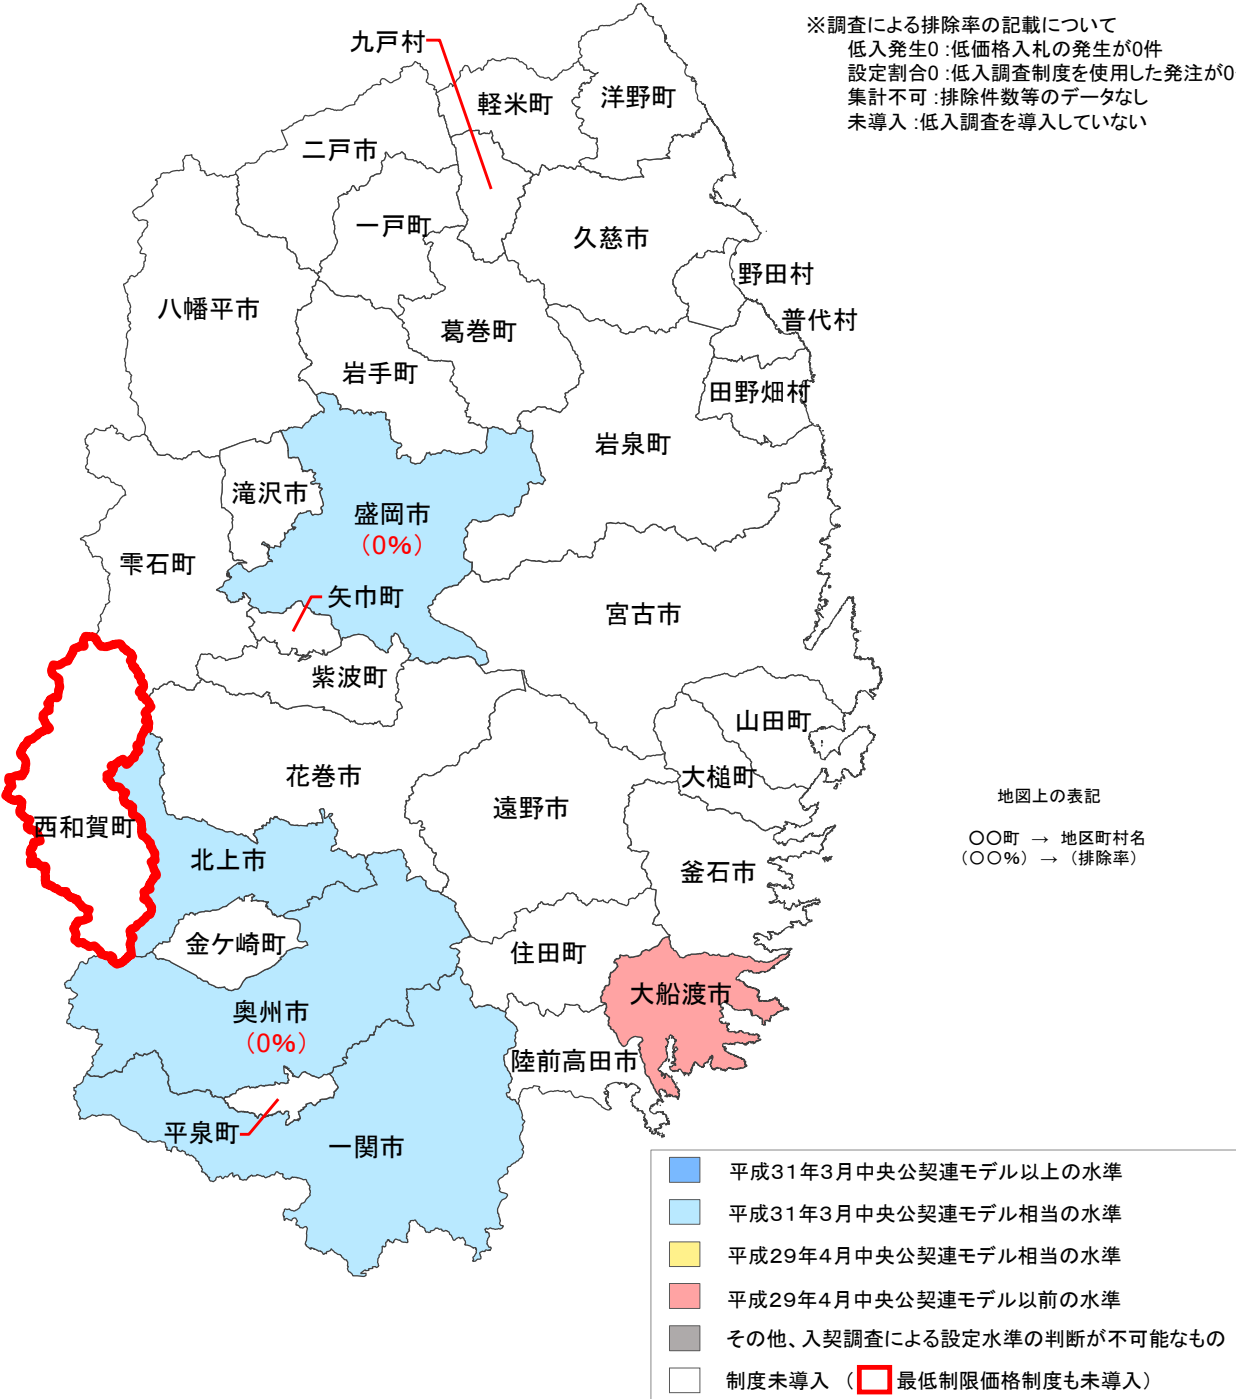 ※調査による排除率の記載について
低入発生0：低価格入札の発生が0件
設定割合0：低入調査制度を使用した発注が0
集計不可：排除件数等のデータなし
未導入：低入調査を導入していない
九戸村
軽米町
洋野町
二戸市
一戸町
久慈市
野田村
八幡平市
普代村
葛巻町
岩手町
田野畑村
岩泉町
滝沢市
盛岡市
（0%）
雫石町
矢巾町
宮古市
紫波町
山田町
花巻市
大槌町
遠野市
地図上の表記
○○町 → 地区町村名
（○○%）→（排除率）
西和賀町
北上市
釜石市
金ケ崎町
住田町
大船渡市
奥州市
（0%）
陸前高田市
平泉町
一関市
平成31年3月中央公契連モデル以上の水準
平成31年3月中央公契連モデル相当の水準
平成29年4月中央公契連モデル相当の水準
平成29年4月中央公契連モデル以前の水準
その他、入契調査による設定水準の判断が不可能なもの
制度未導入 （ 最低制限価格制度も未導入）